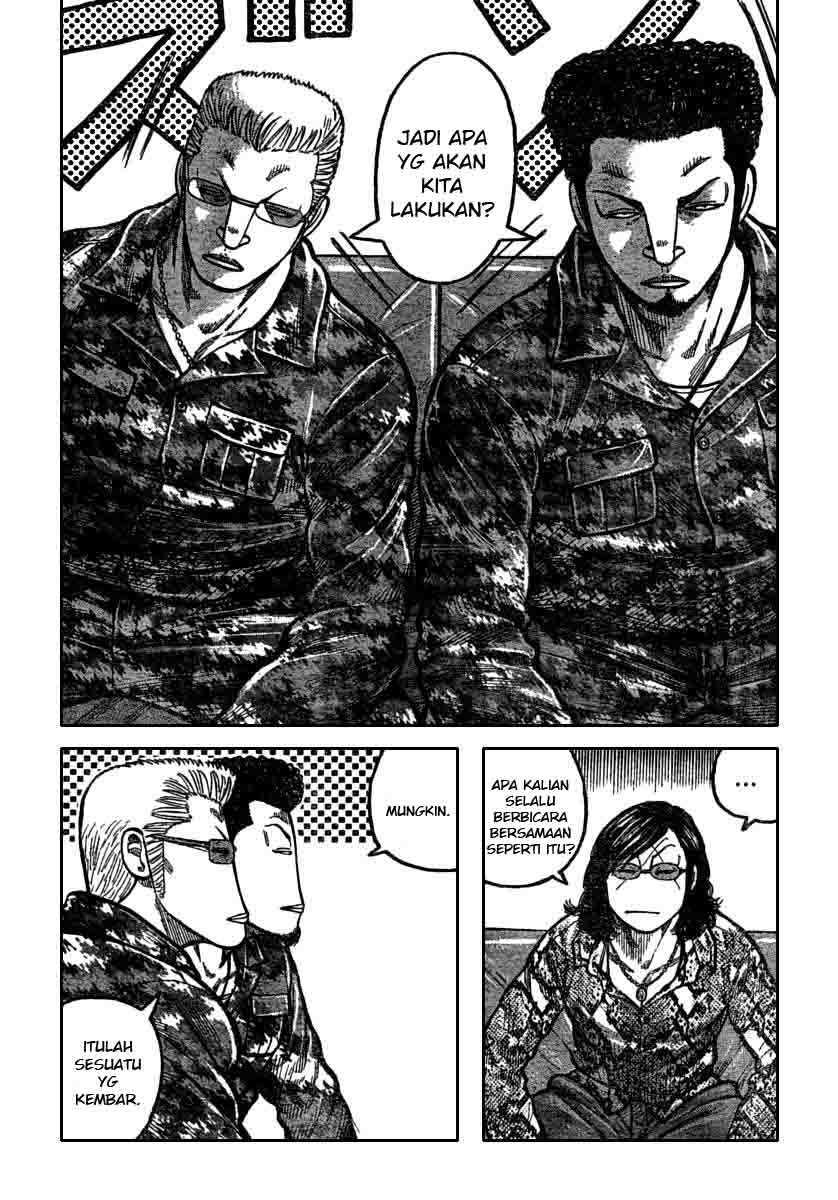 JADI APA
YG AKAN
KITA
LAKUKAN?
...
APA KALIAN
SELALU
BERBICARA
BERSAMAAN
SEPERTI ITU?
MUNGKIN.
ITULAH
SESUATU
YG
KEMBAR.